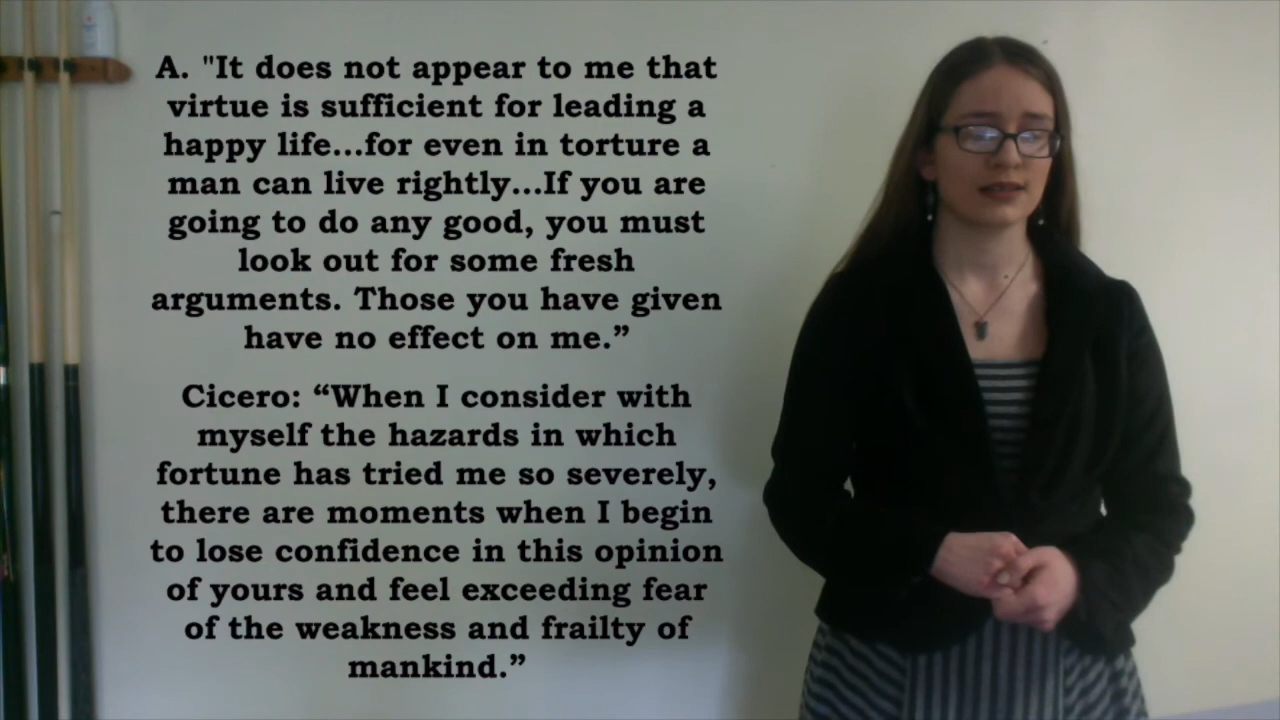 A. "It does not appear to me that
virtue is sufficient for leading a
happy life...for even in torture a
man can live rightly...If you are
going to do any good, you must
look out for some fresh
arguments. Those you have given
have no effect on me.”
Cicero: “When I consider with
myself the hazards in which
fortune has tried me so severely,
there are moments when I begin
to lose confidence in this opinion
of yours and feel exceeding fear
of the weakness and frailty of
mankind.”